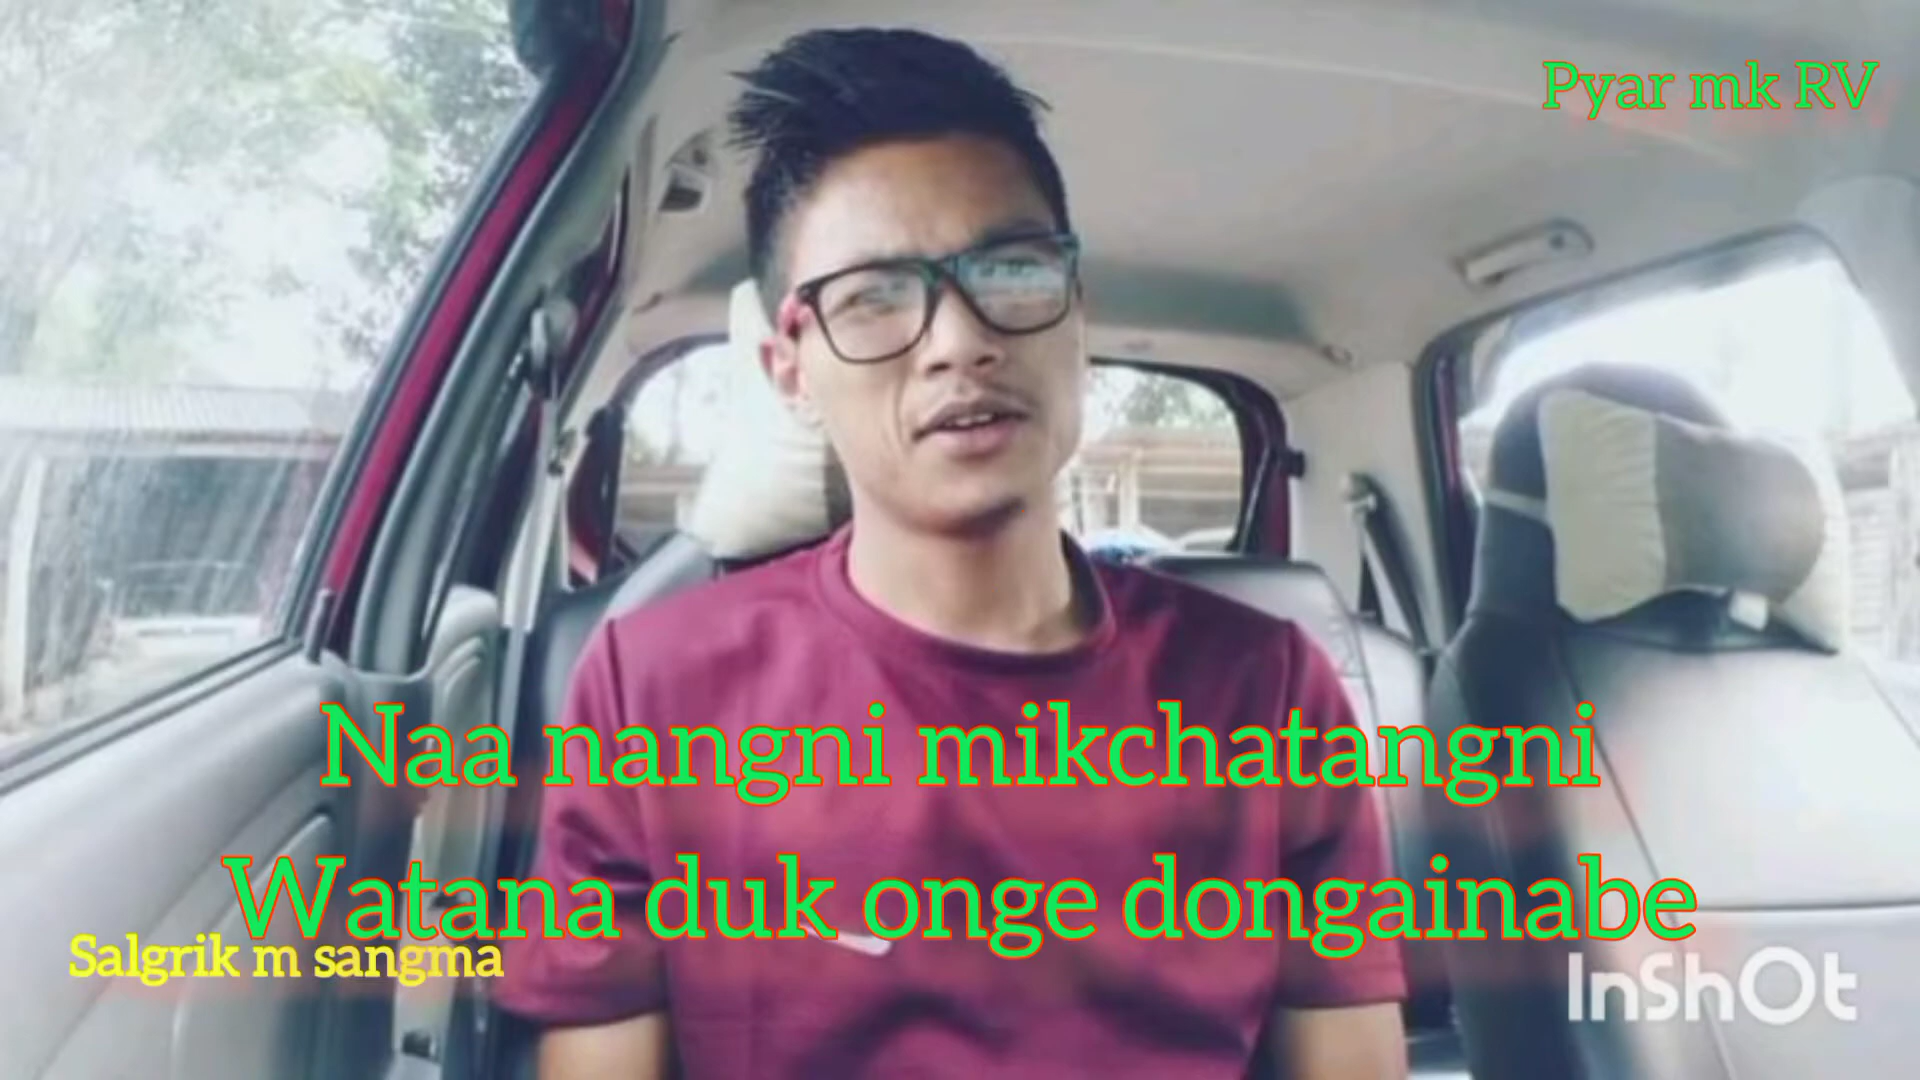 Pyar mk RV
Naa nangni mikchatangni
Watana duk onge dongainabe
Salgrik m sangma
InShOt